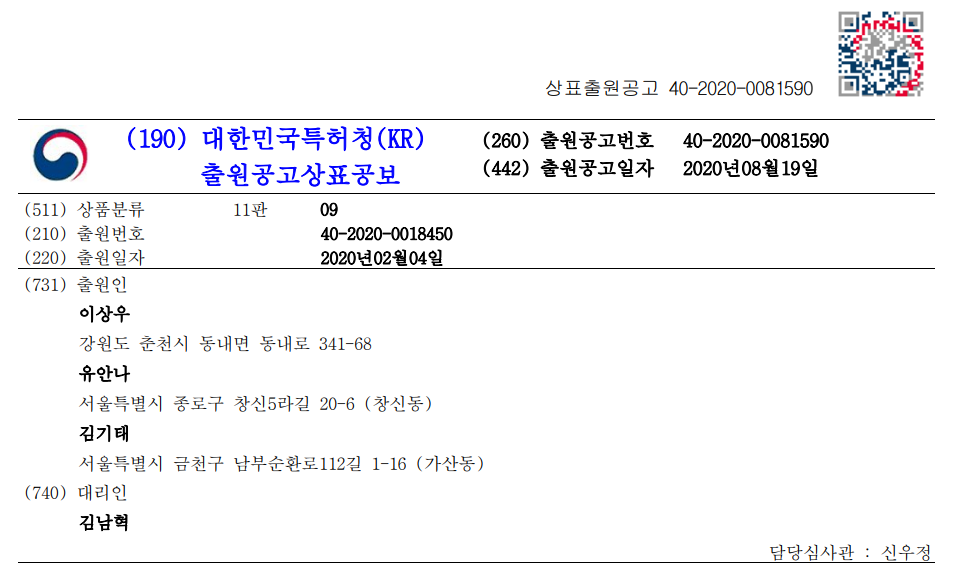 상표출원공고 40-2020-0081590
(190) 대한민국특허청(KR)
출원공고상표공보
(260) 출원공고번호 40-2020-0081590
(442) 출원공고일자 2020년08월19일
(511) 상품분류 11판 09
(210) 출원번호 40-2020-0018450
(220) 출원일자 2020년02월04일
(731) 출원인
이상우
강원도 춘천시 동내면 동내로 341-68
유안나
서울특별시 종로구 창신5라길 20-6 (창신동)
김기태
서울특별시 금천구 남부순환로112길 1-16 (가산동)
(740) 대리인
김남혁
담당심사관 : 신우정